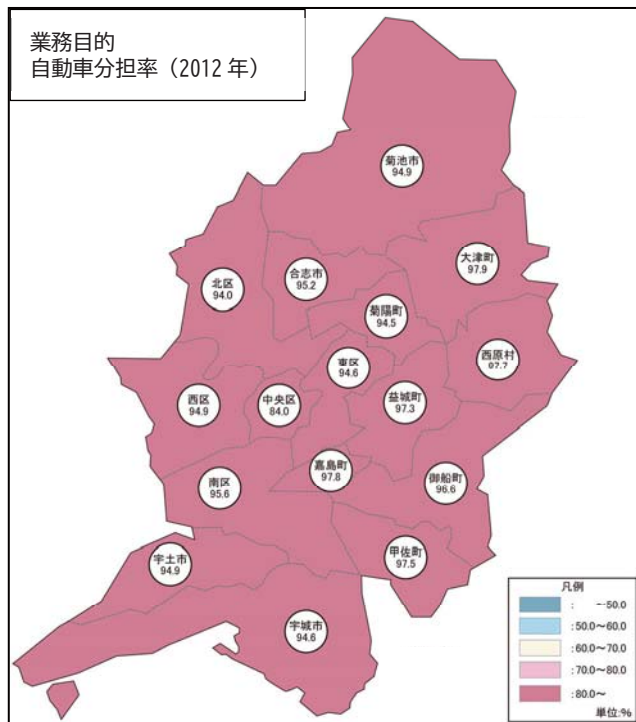 業務目的
自動車分担率（2012 年）
菊池市
94.9
大津町
97.9
合志市
95.2
北区
94.0
菊陽町
94.5
西原村
97.7
東区
94.6
西区
94.9
中央区
84.0
益城町
97.3
嘉島町
97.8
御船町
96.6
南区
95.6
甲佐町
97.5
宇土市
94.9
宇城市
94.6
凡例
: ～50.0
:50.0～60.0
:60.0～70.0
:70.0～80.0
:80.0～
単位:%